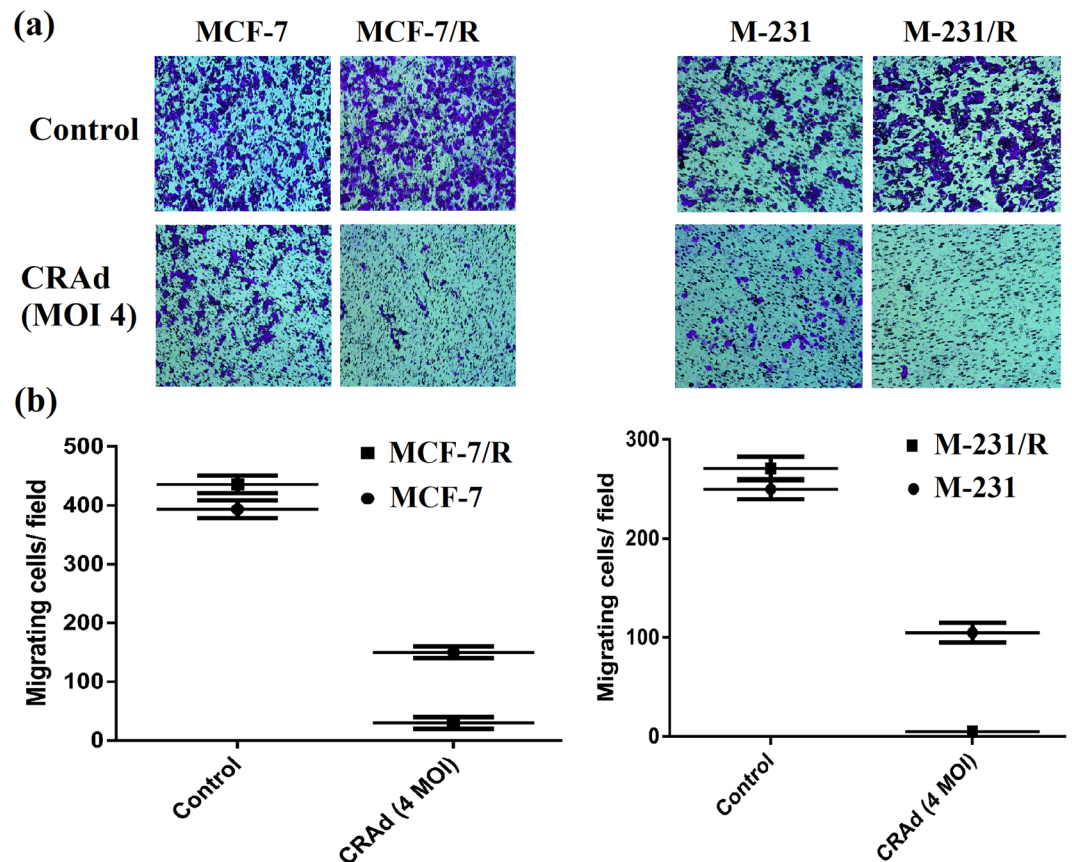 (a)
MCF-7 MCF-7/R M-231 M-231/R
Control
CRAd
(MOI 4)
(b)
Migrating cells/ field
500
400
300
200
100
0
MCF-7/R
MCF-7
Control
CRAd (4 MOI)
Migrating cells/ field
300
200
100
0
M-231/R
M-231
Control
CRAd (4 MOI)